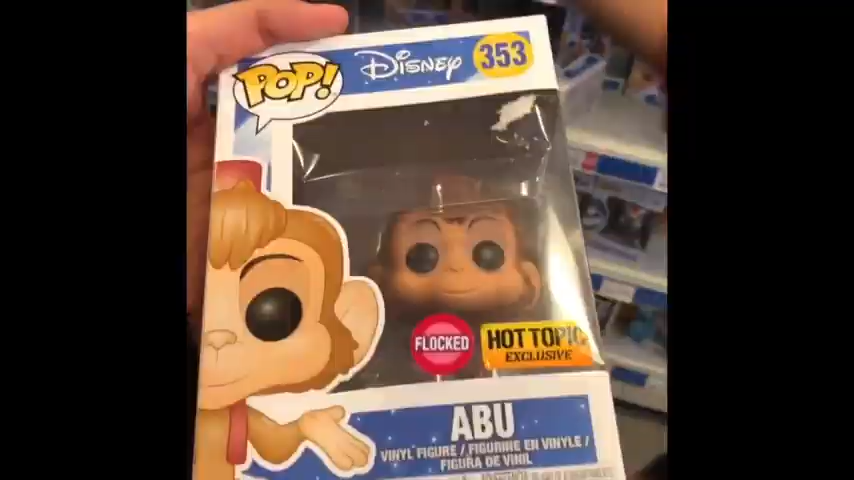 POP!
Disney
353
FLOCKED
HOT TOPIC
EXCLUSIVE
ABU
VINYL FIGURE / FIGURINE EN VINYLE /
FIGURA DE VINIL